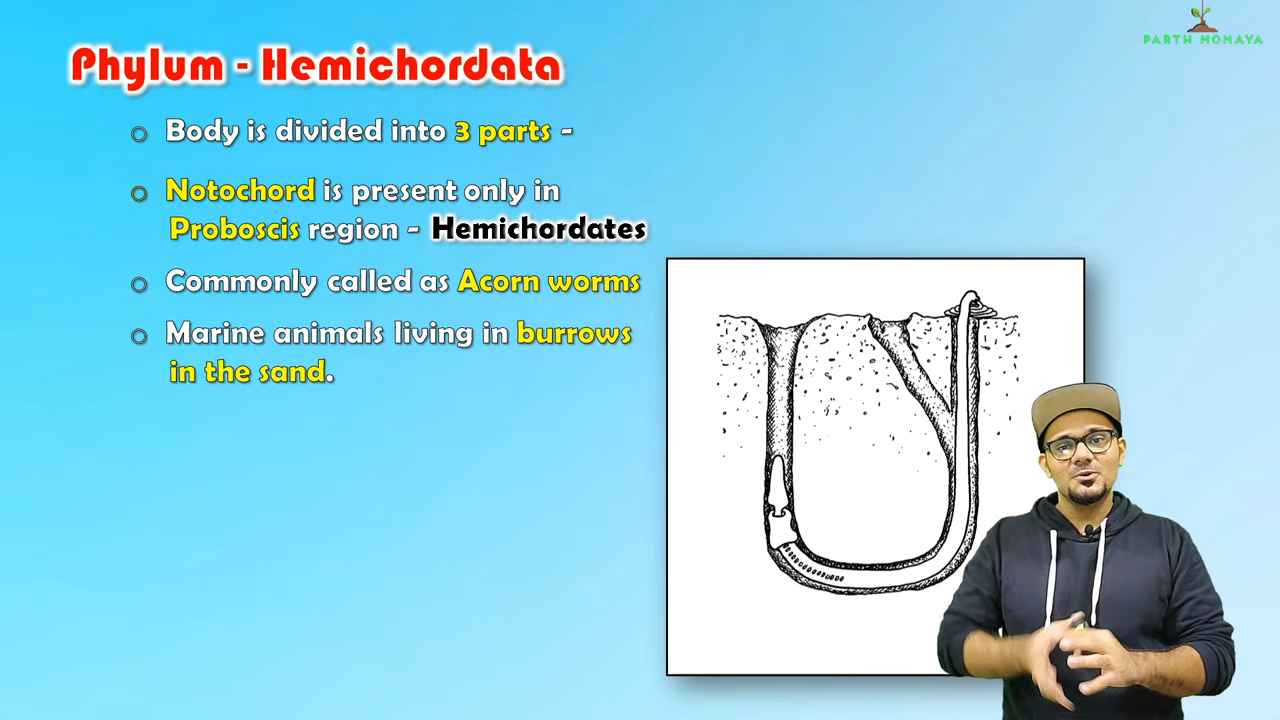 PARTH MOMAYA
Phylum - Hemichordata
Body is divided into 3 parts -
Notochord is present only in
Proboscis region - Hemichordates
Commonly called as Acorn worms
Marine animals living in burrows
in the sand.